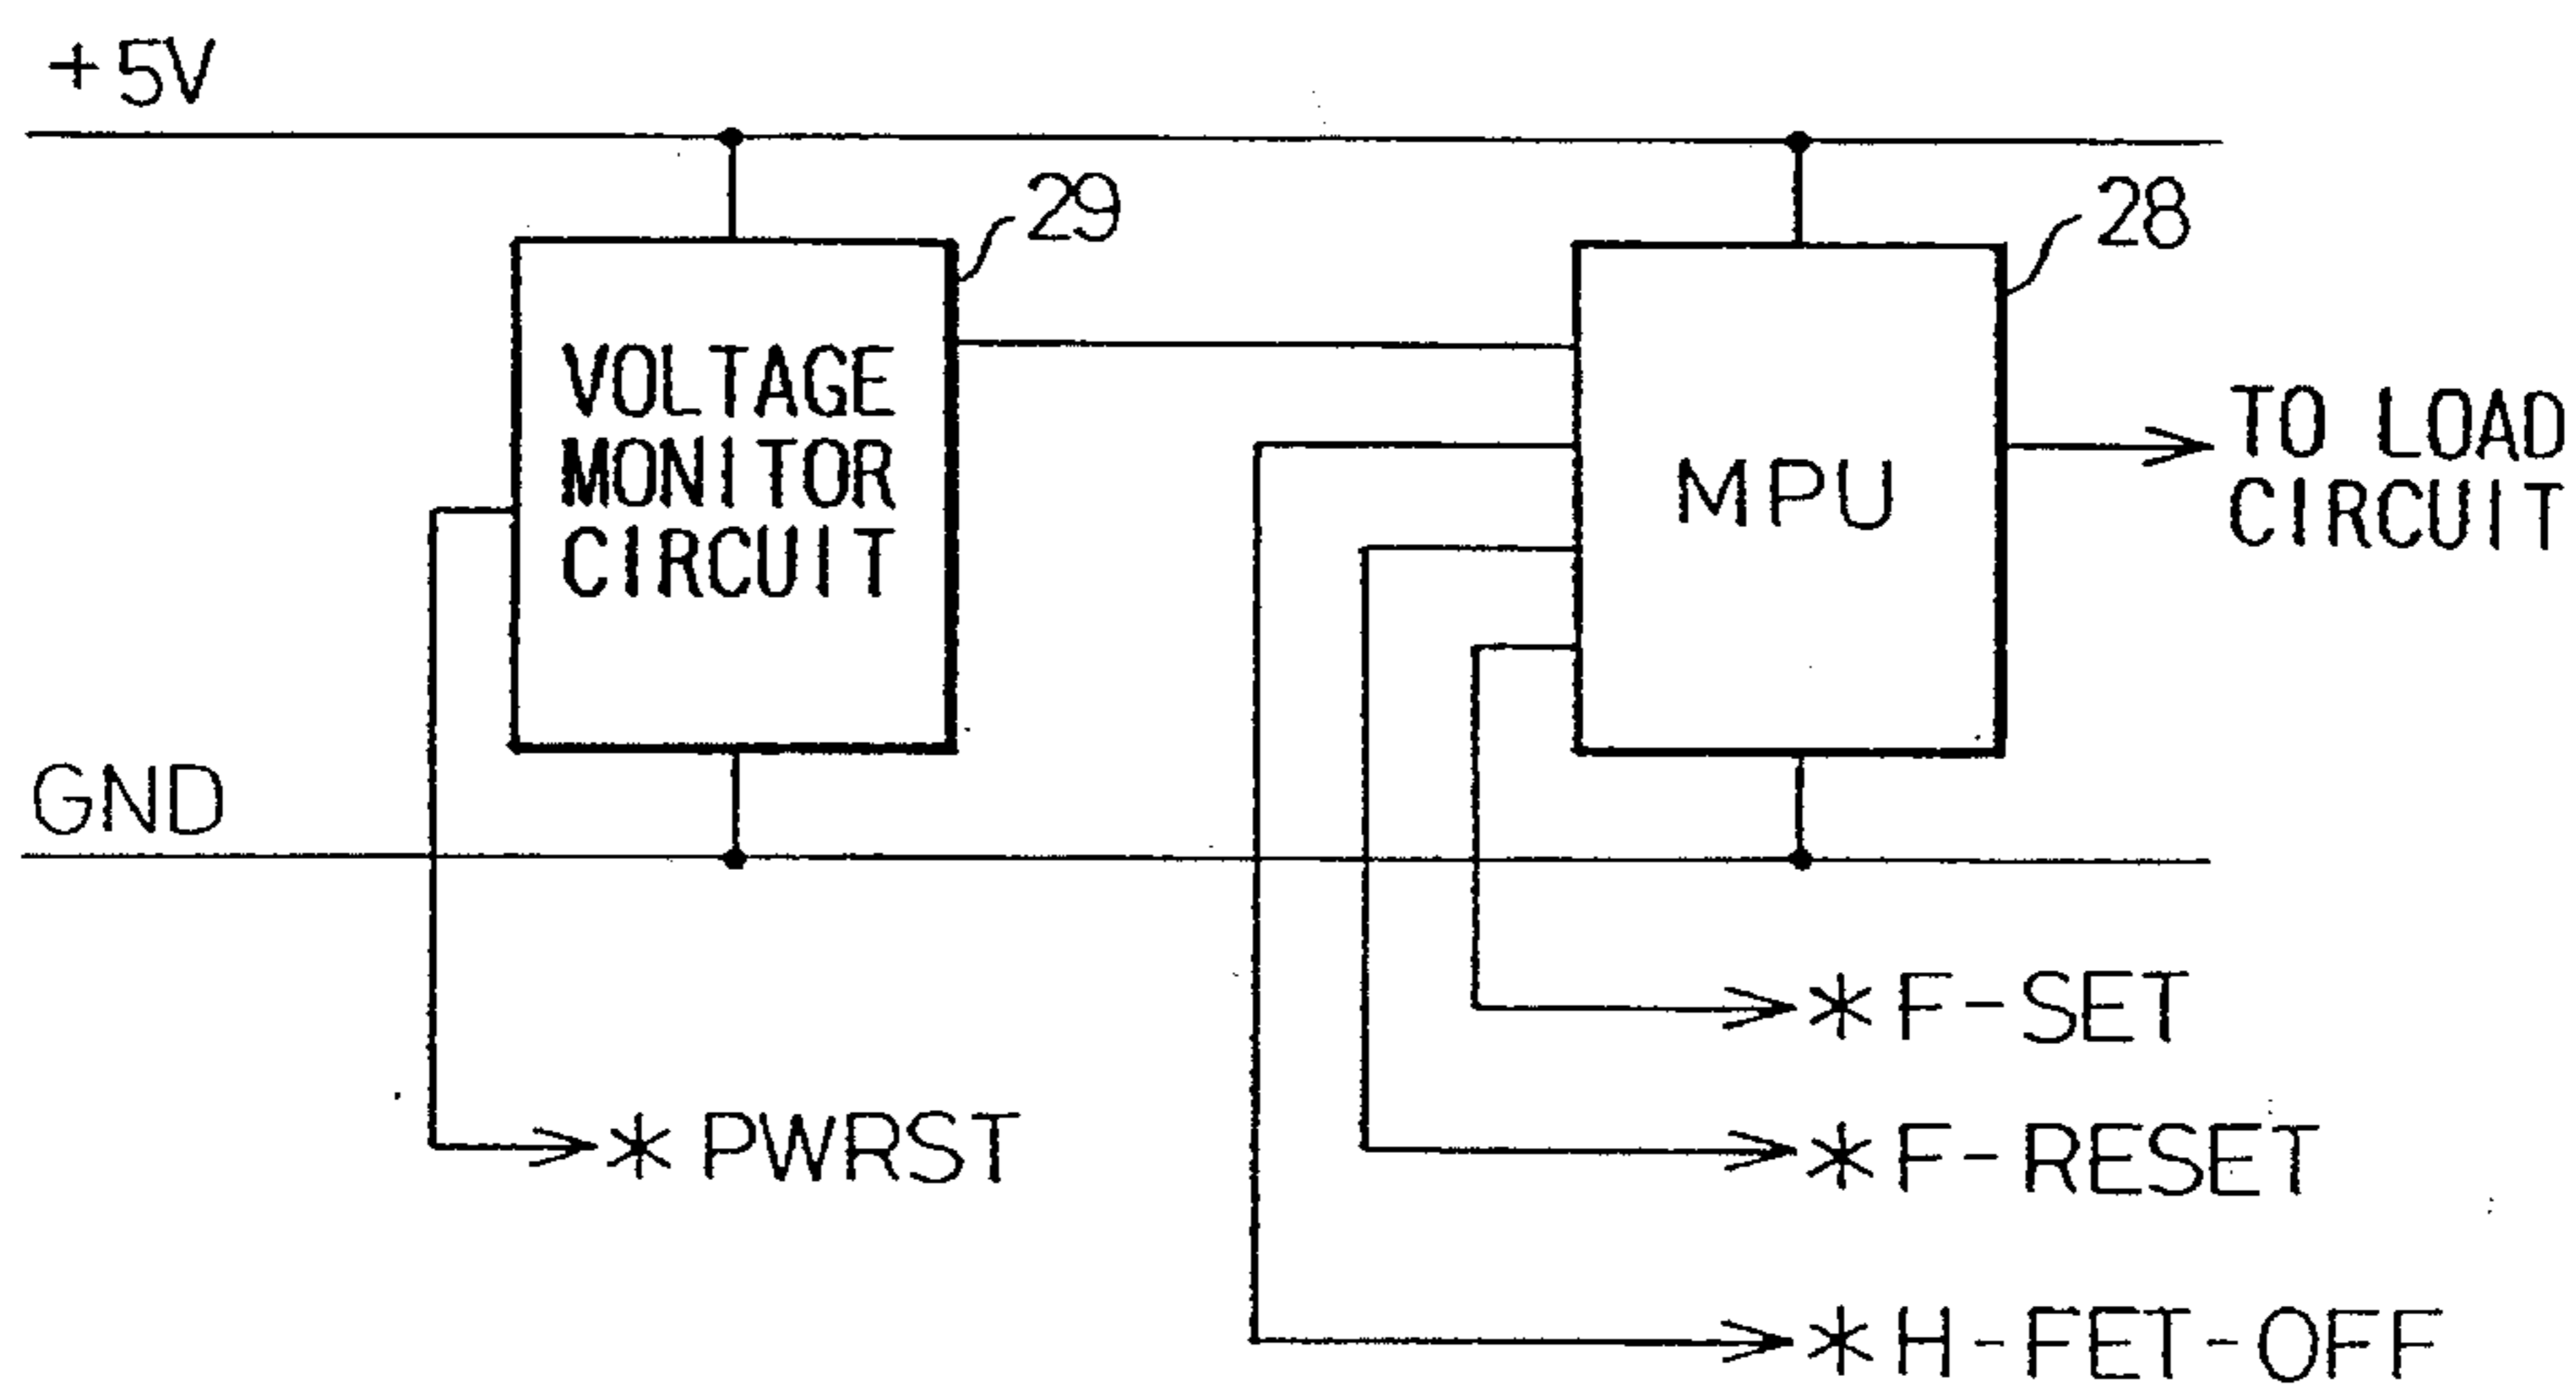 +5V
29
28
VOLTAGE
MONITOR
CIRCUIT
MPU
TO LOAD
CIRCUIT
GND
*F-SET
*PWRST
*F-RESET
*H-FET-OFF